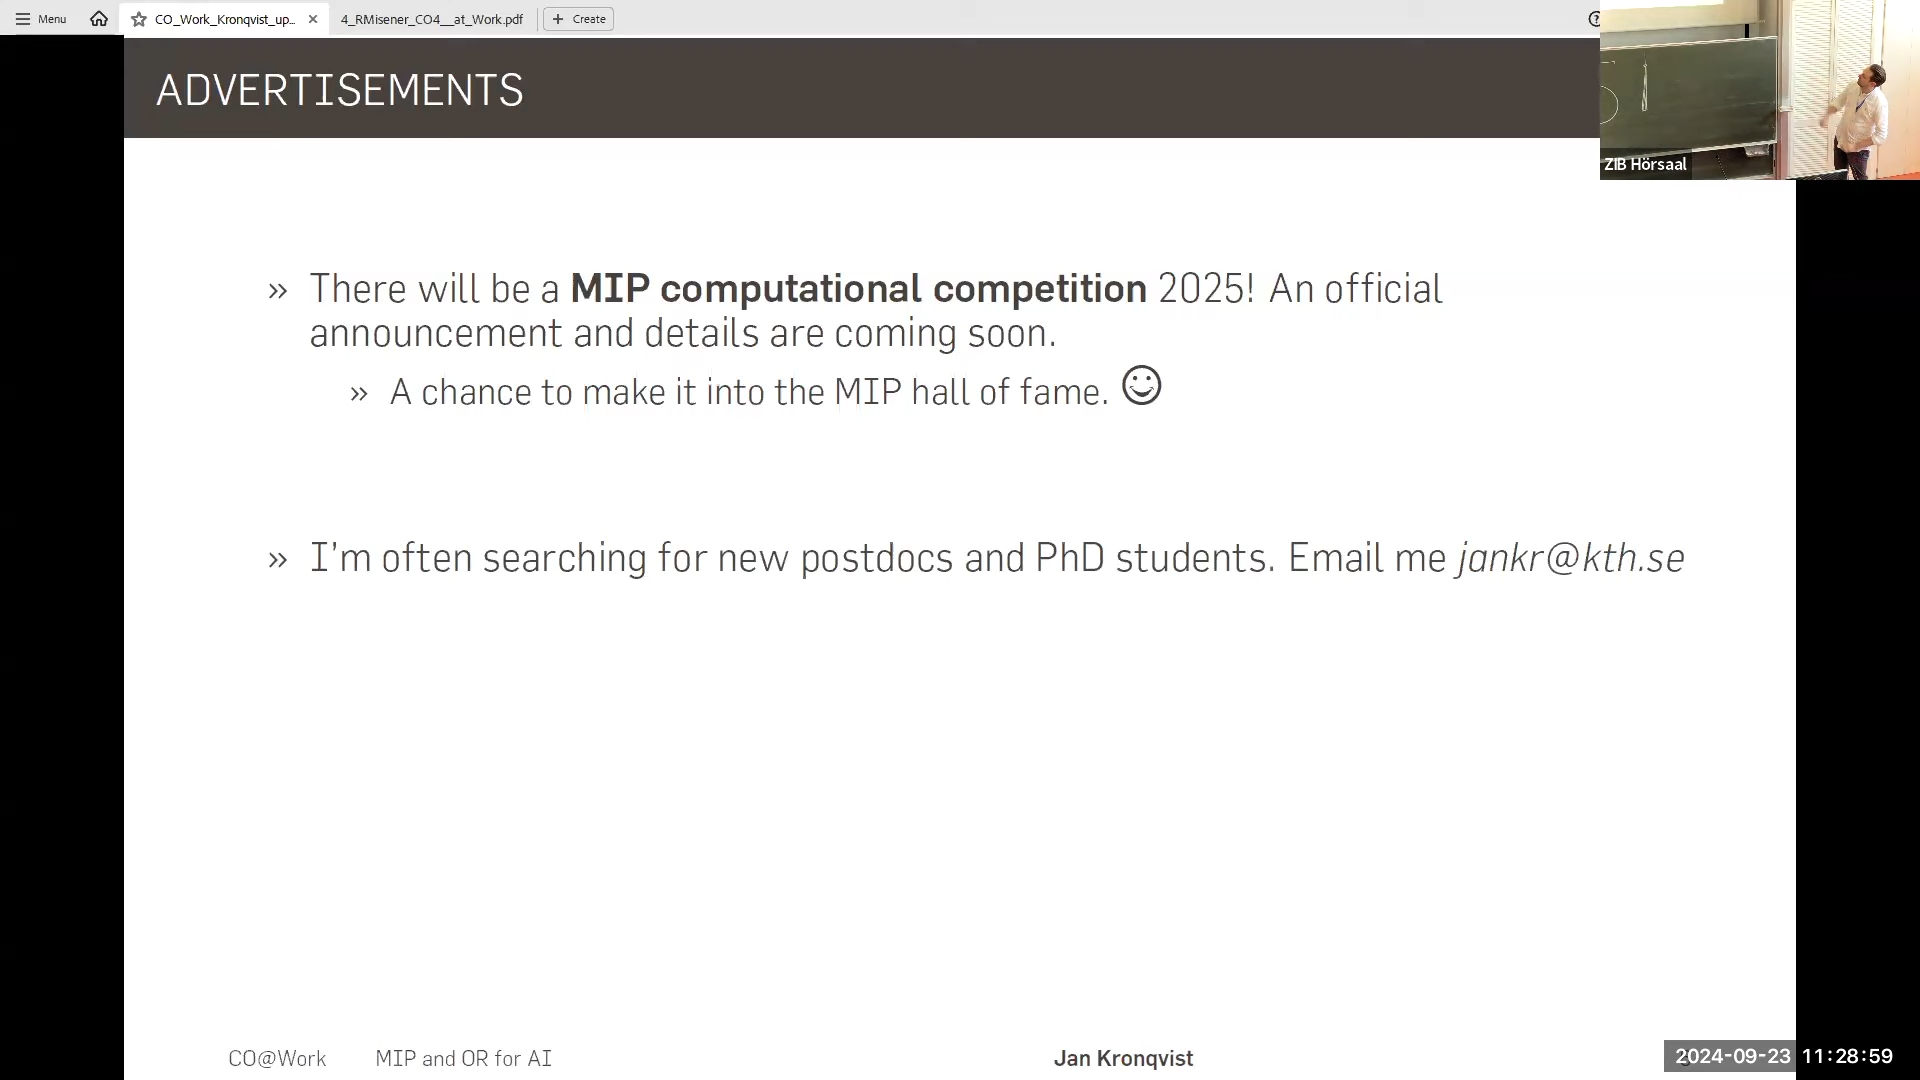 Menu
CO_Work_Kronqvist_up...
4_RMisener_CO4__at_Work.pdf
Create
ADVERTISEMENTS
ZIB Hörsaal
» There will be a MIP computational competition 2025! An official
announcement and details are coming soon.
» A chance to make it into the MIP hall of fame. ☺
» I'm often searching for new postdocs and PhD students. Email me jankr@kth.se
CO@Work MIP and OR for AI Jan Kronqvist
2024-09-23 11:28:59